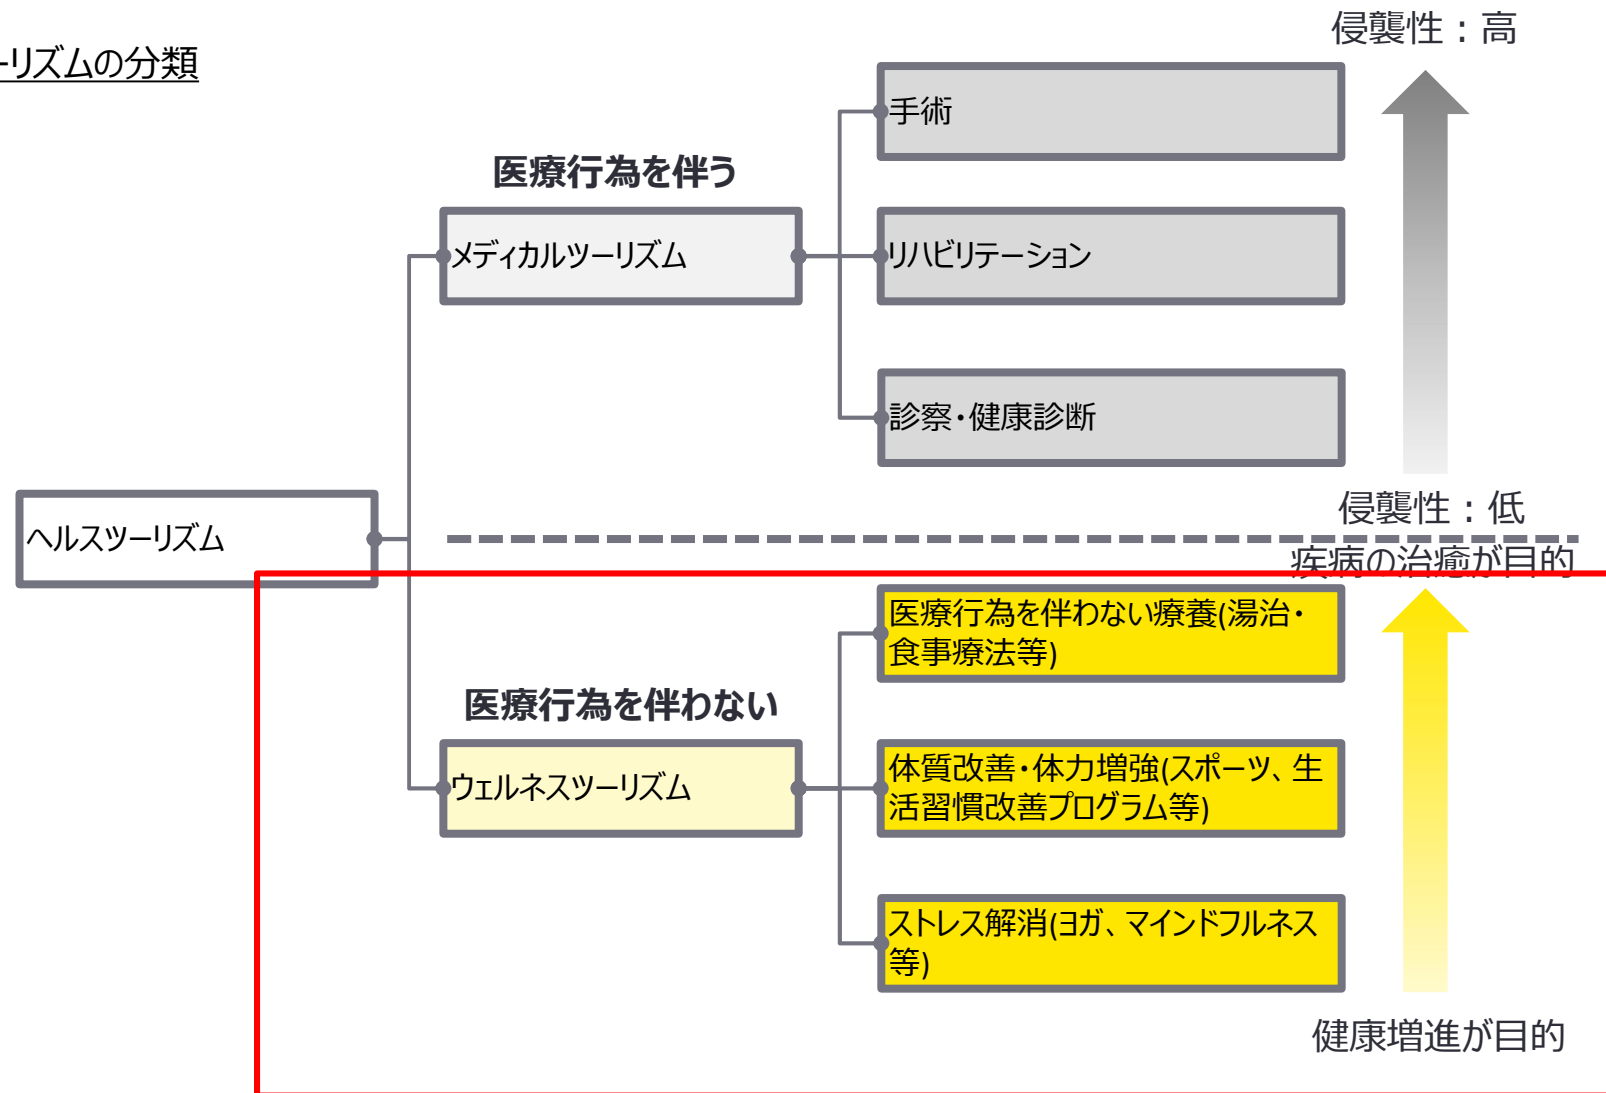 ーリズムの分類
侵襲性：高
手術
医療行為を伴う
メディカルツーリズム
リハビリテーション
診察・健康診断
侵襲性：低
ヘルスツーリズム
疾病の治癒が目的
医療行為を伴わない療養(湯治・
食事療法等)
医療行為を伴わない
ウェルネスツーリズム
体質改善・体力増強(スポーツ、生
活習慣改善プログラム等)
ストレス解消(ヨガ、マインドフルネス
等)
健康増進が目的